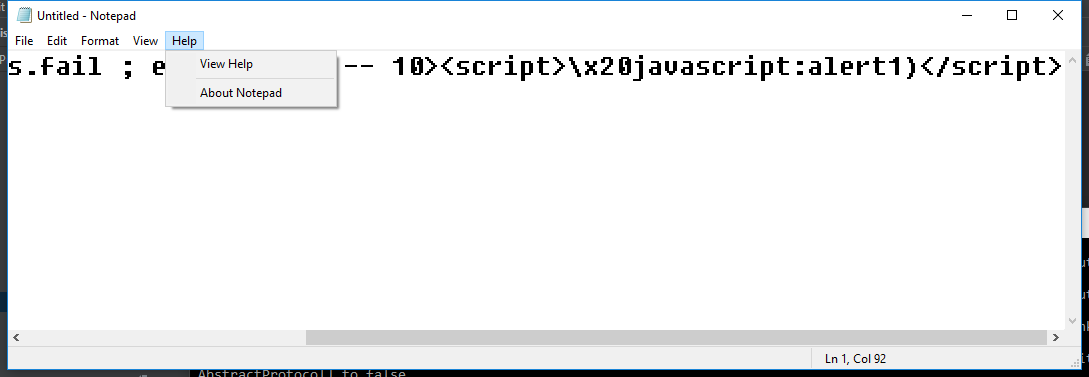 Untitled - Notepad
File Edit Format View Help
s.fail ; e -- 10><script>\x20javascript:alert1)</script>
View Help
About Notepad
Ln 1, Col 92
AbstractProtocol] to false